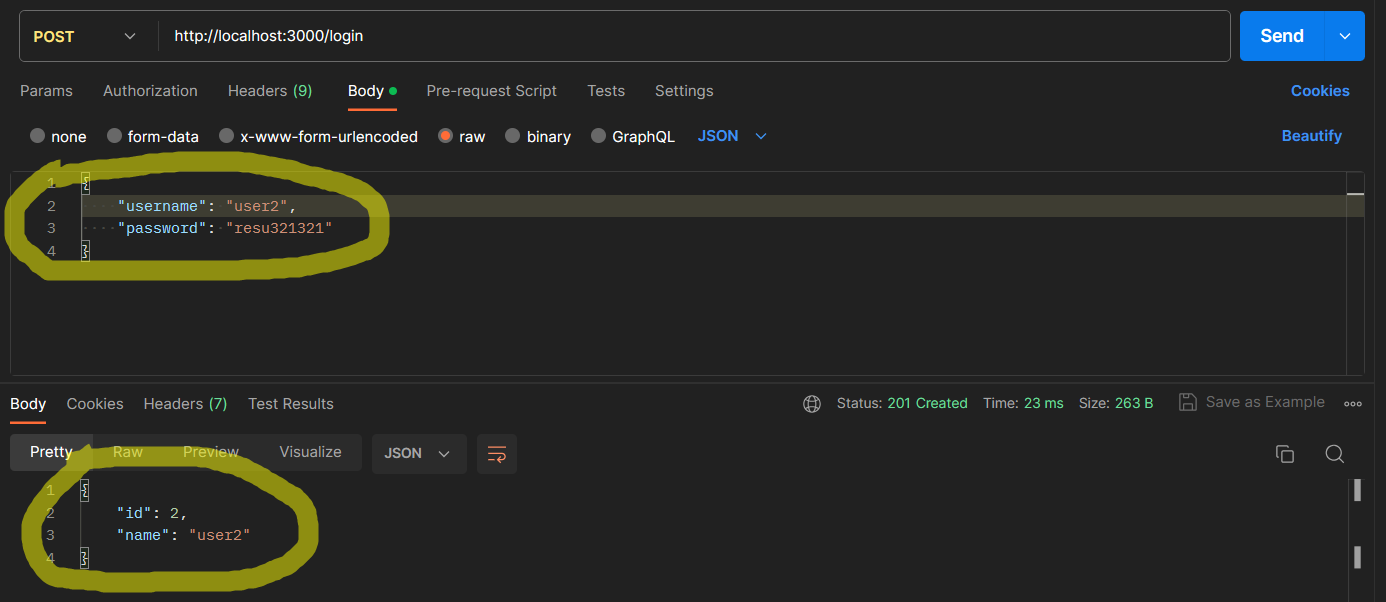 POST http://localhost:3000/login Send
Params Authorization Headers (9) Body Pre-request Script Tests Settings Cookies
none form-data x-www-form-urlencoded raw binary GraphQL JSON Beautify
1 {
2 "username": "user2",
3 "password": "resu321321"
4 }
Body Cookies Headers (7) Test Results Status: 201 Created Time: 23 ms Size: 263 B Save as Example
Pretty Raw Preview Visualize JSON
1 {
2 "id": 2,
3 "name": "user2"
4 }